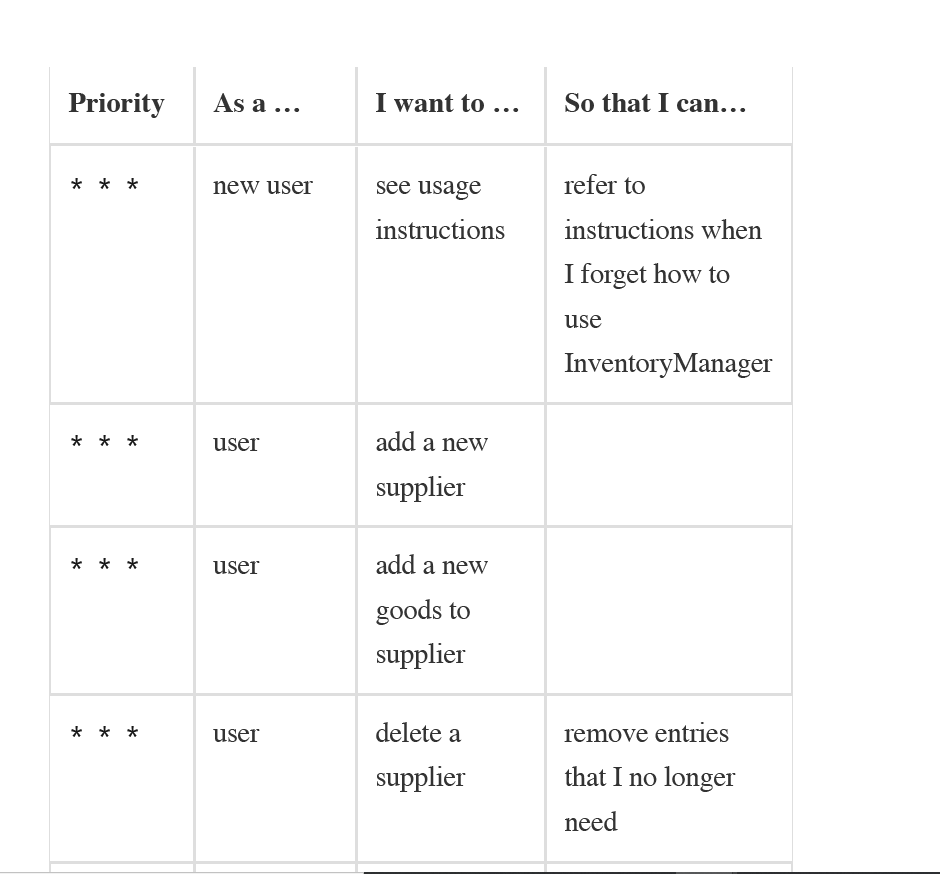 Priority As a … I want to … So that I can…
* * * new user see usage refer to
instructions instructions when
I forget how to
use
InventoryManager
* * * user add a new
supplier
* * * user add a new
goods to
supplier
* * * user delete a remove entries
supplier that I no longer
need